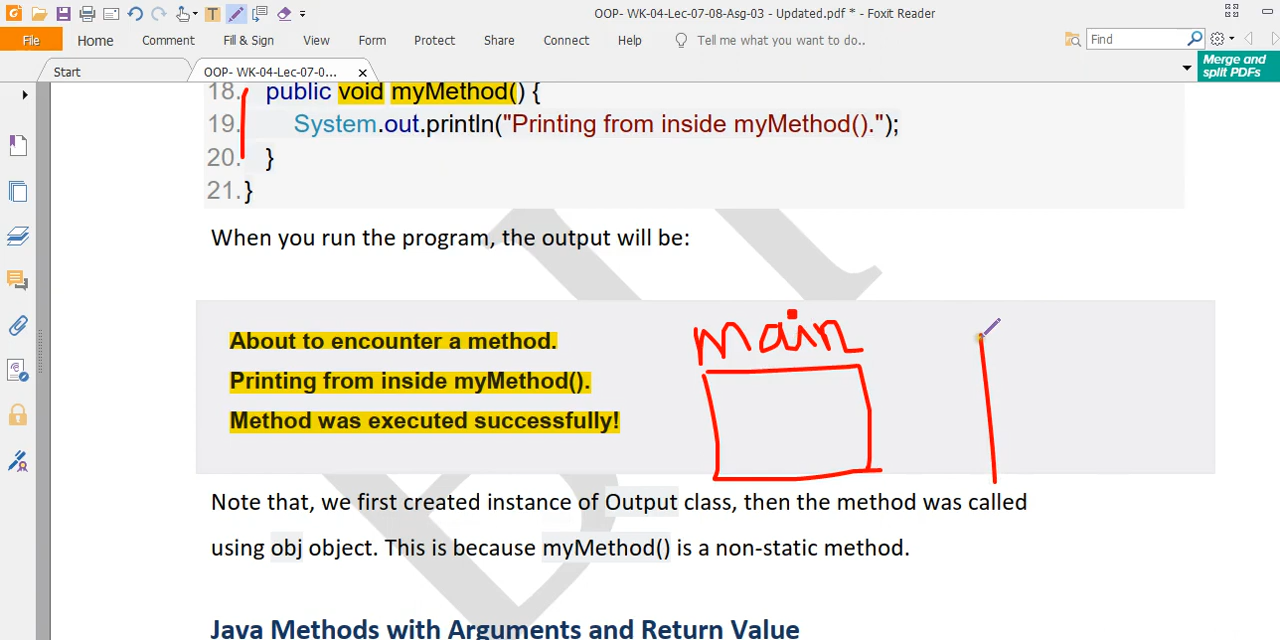 OOP- WK-04-Lec-07-08-Asg-03 - Updated.pdf * - Foxit Reader
File Home Comment Fill & Sign View Form Protect Share Connect Help Tell me what you want to do.. Find
Start OOP- WK-04-Lec-07-0... Merge and
split PDFs
18. public void myMethod() {
19. System.out.println("Printing from inside myMethod().");
20. }
21. }
When you run the program, the output will be:
About to encounter a method.
Printing from inside myMethod().
Method was executed successfully!
main
Note that, we first created instance of Output class, then the method was called
using obj object. This is because myMethod() is a non-static method.
Java Methods with Arguments and Return Value